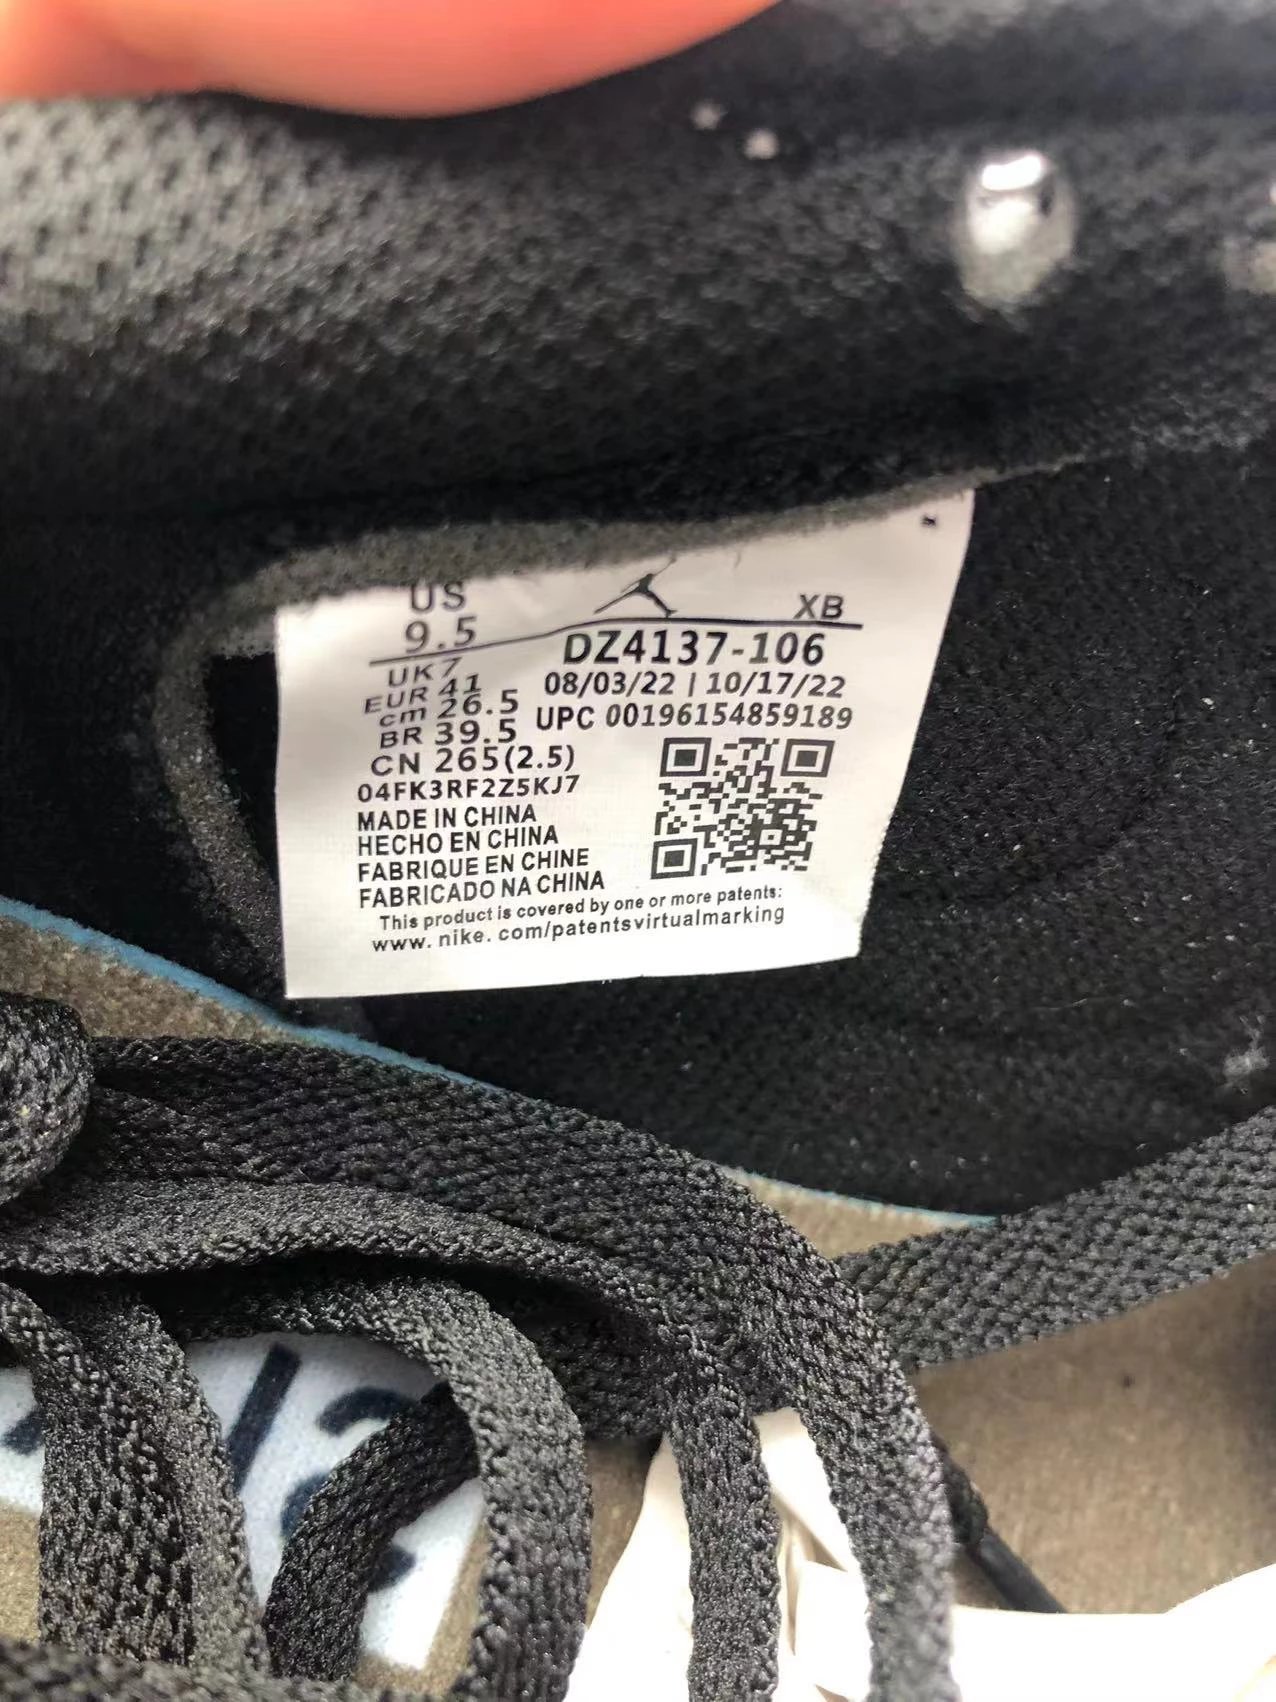 US
9.5
XB
DZ4137-106
UK 7
EUR 41
08/03/22 | 10/17/22
cm 26.5
UPC 00196154859189
BR 39.5
CN 265(2.5)
04FK3RF2Z5KJ7
MADE IN CHINA
HECHO EN CHINA
FABRIQUE EN CHINE
FABRICADO NA CHINA
This product is covered by one or more patents:
www. nike. com/patentsvirtualmarking